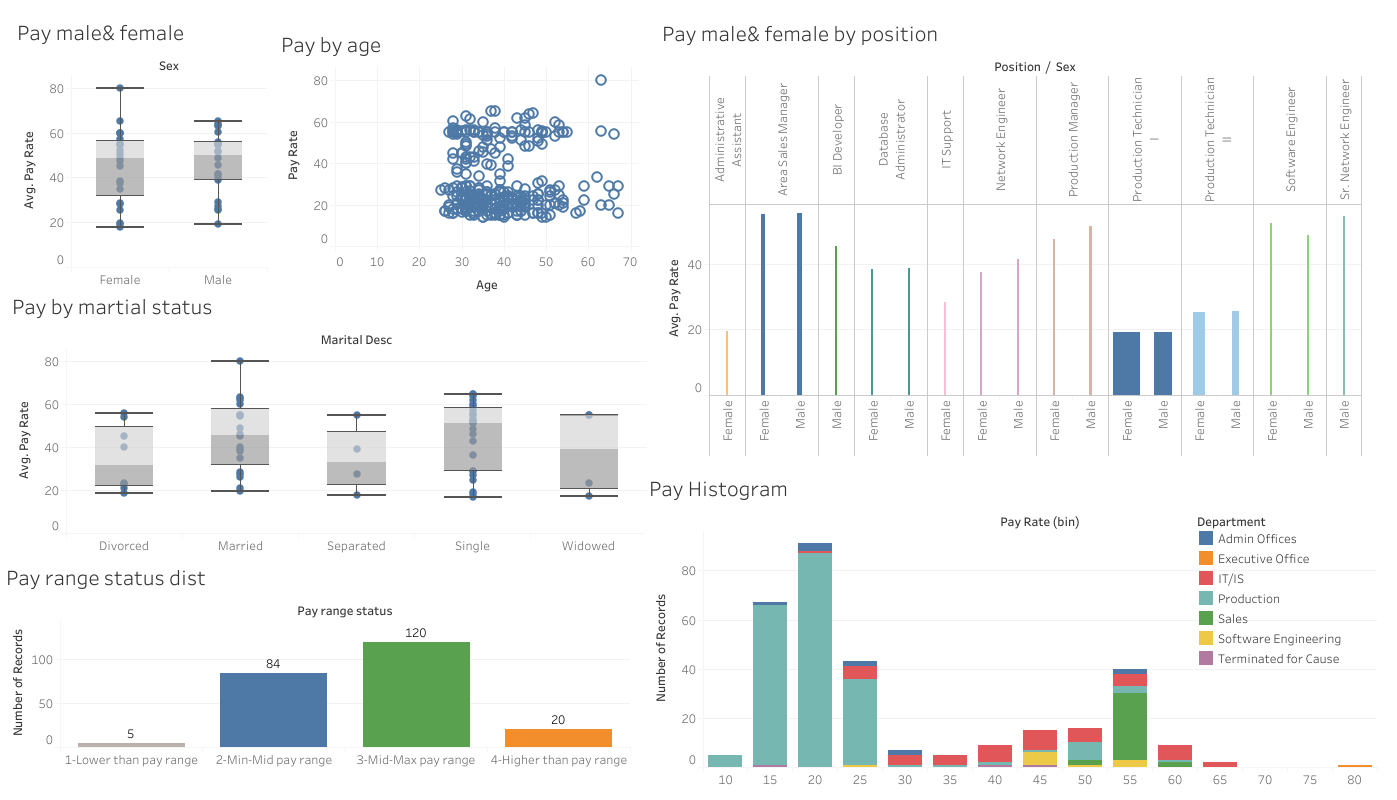 Pay male& female
Sex
Avg. Pay Rate
80
60
40
20
0
Female
Male
Pay by age
Pay Rate
80
60
40
20
0
0
10
20
30
40
50
60
70
Age
Pay male& female by position
Position / Sex
Administrative
Assistant
Area Sales Manager
BI Developer
Database
Administrator
IT Support
Network Engineer
Production Manager
Production Technician
I
Production Technician
II
Software Engineer
Sr. Network Engineer
Avg. Pay Rate
40
20
0
Female
Female
Male
Male
Female
Male
Female
Female
Male
Female
Male
Female
Male
Female
Male
Female
Male
Male
Pay by martial status
Marital Desc
Avg. Pay Rate
80
60
40
20
0
Divorced
Married
Separated
Single
Widowed
Pay range status dist
Pay range status
Number of Records
100
50
0
5
84
120
20
1-Lower than pay range
2-Min-Mid pay range
3-Mid-Max pay range
4-Higher than pay range
Pay Histogram
Pay Rate (bin)
Number of Records
80
60
40
20
0
10
15
20
25
30
35
40
45
50
55
60
65
70
75
80
Department
Admin Offices
Executive Office
IT/IS
Production
Sales
Software Engineering
Terminated for Cause